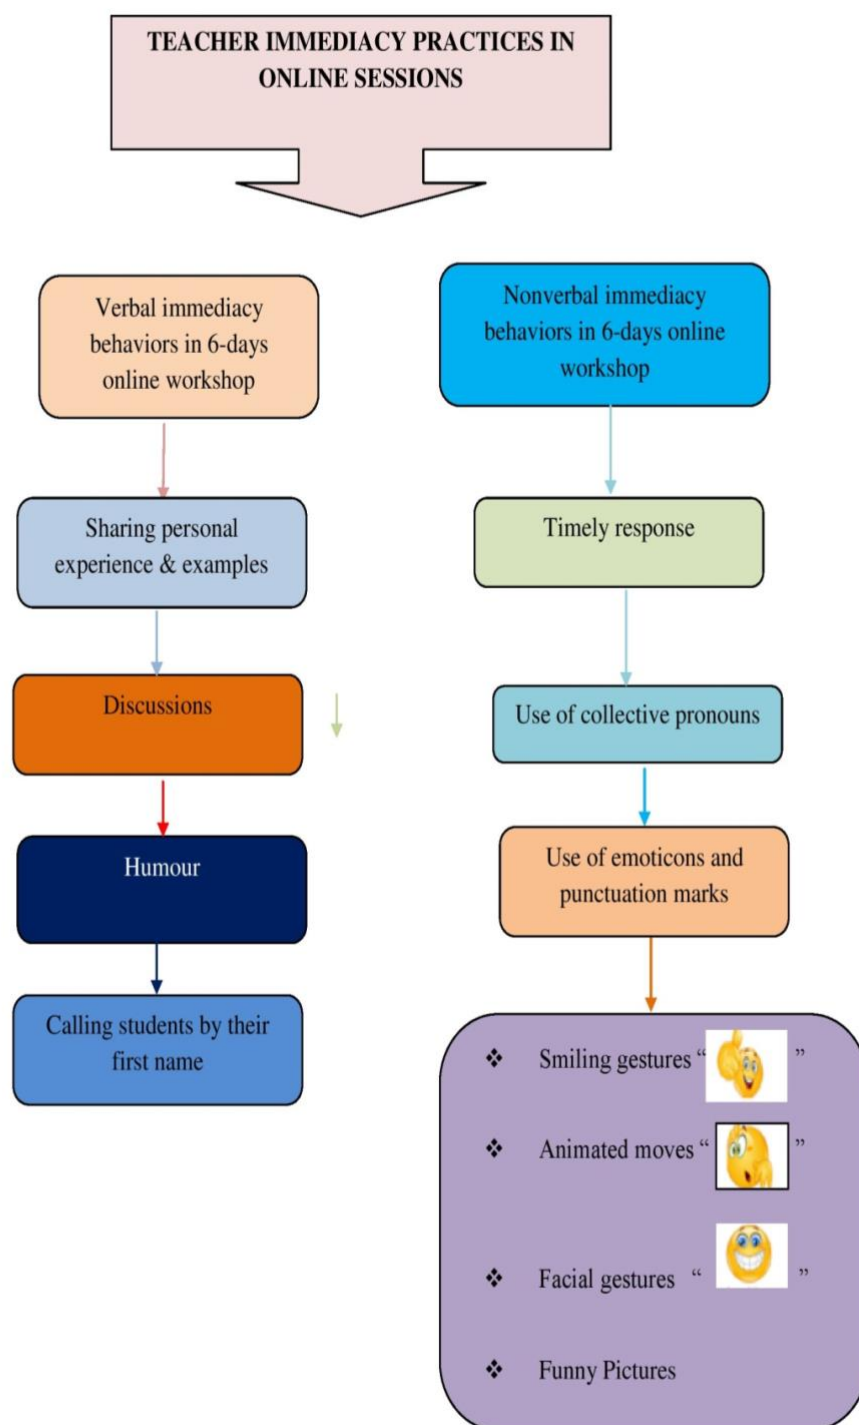 TEACHER IMMEDIACY PRACTICES IN
ONLINE SESSIONS
Verbal immediacy
behaviors in 6-days
online workshop
Sharing personal
experience & examples
Discussions
Humour
Calling students by their
first name
Nonverbal immediacy
behaviors in 6-days online
workshop
Timely response
Use of collective pronouns
Use of emoticons and
punctuation marks
❖ Smiling gestures “ ”
❖ Animated moves “ ”
❖ Facial gestures “ ”
❖ Funny Pictures